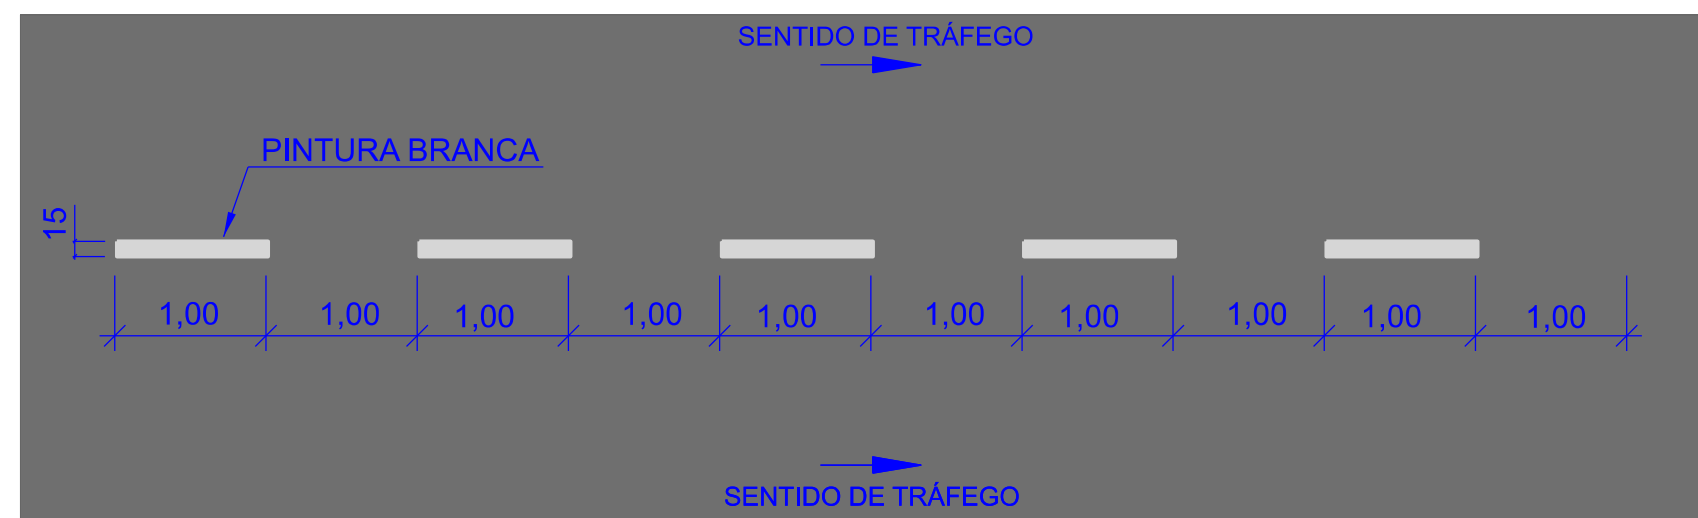 SENTIDO DE TRÁFEGO
PINTURA BRANCA
15
1,00 1,00 1,00 1,00 1,00 1,00 1,00 1,00 1,00 1,00
SENTIDO DE TRÁFEGO